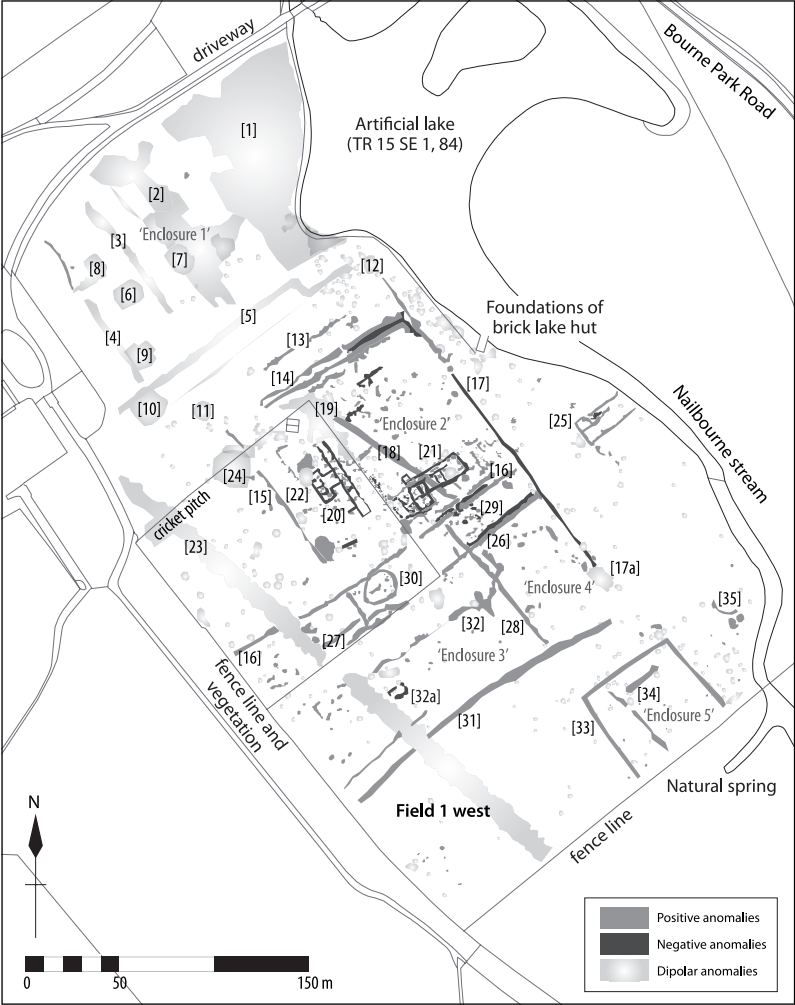 driveway
Bourne Park Road
[1]
Artificial lake
(TR 15 SE 1, 84)
[2]
[3]
'Enclosure 1'
[7]
[8]
[6]
[12]
[5]
Foundations of
brick lake hut
[4]
[13]
[9]
[14]
[17]
[10]
[11]
[19]
'Enclosure 2'
[25]
Nailbourne stream
[18]
[21]
[16]
[24]
[22]
[15]
[20]
[29]
cricket pitch
[26]
[23]
[17a]
[30]
'Enclosure 4'
[35]
[32]
[28]
[27]
[16]
'Enclosure 3'
fence line and
vegetation
[32a]
[34]
[31]
[33]
'Enclosure 5'
Natural spring
Field 1 west
N
fence line
Positive anomalies
Negative anomalies
Dipolar anomalies
0
50
150 m